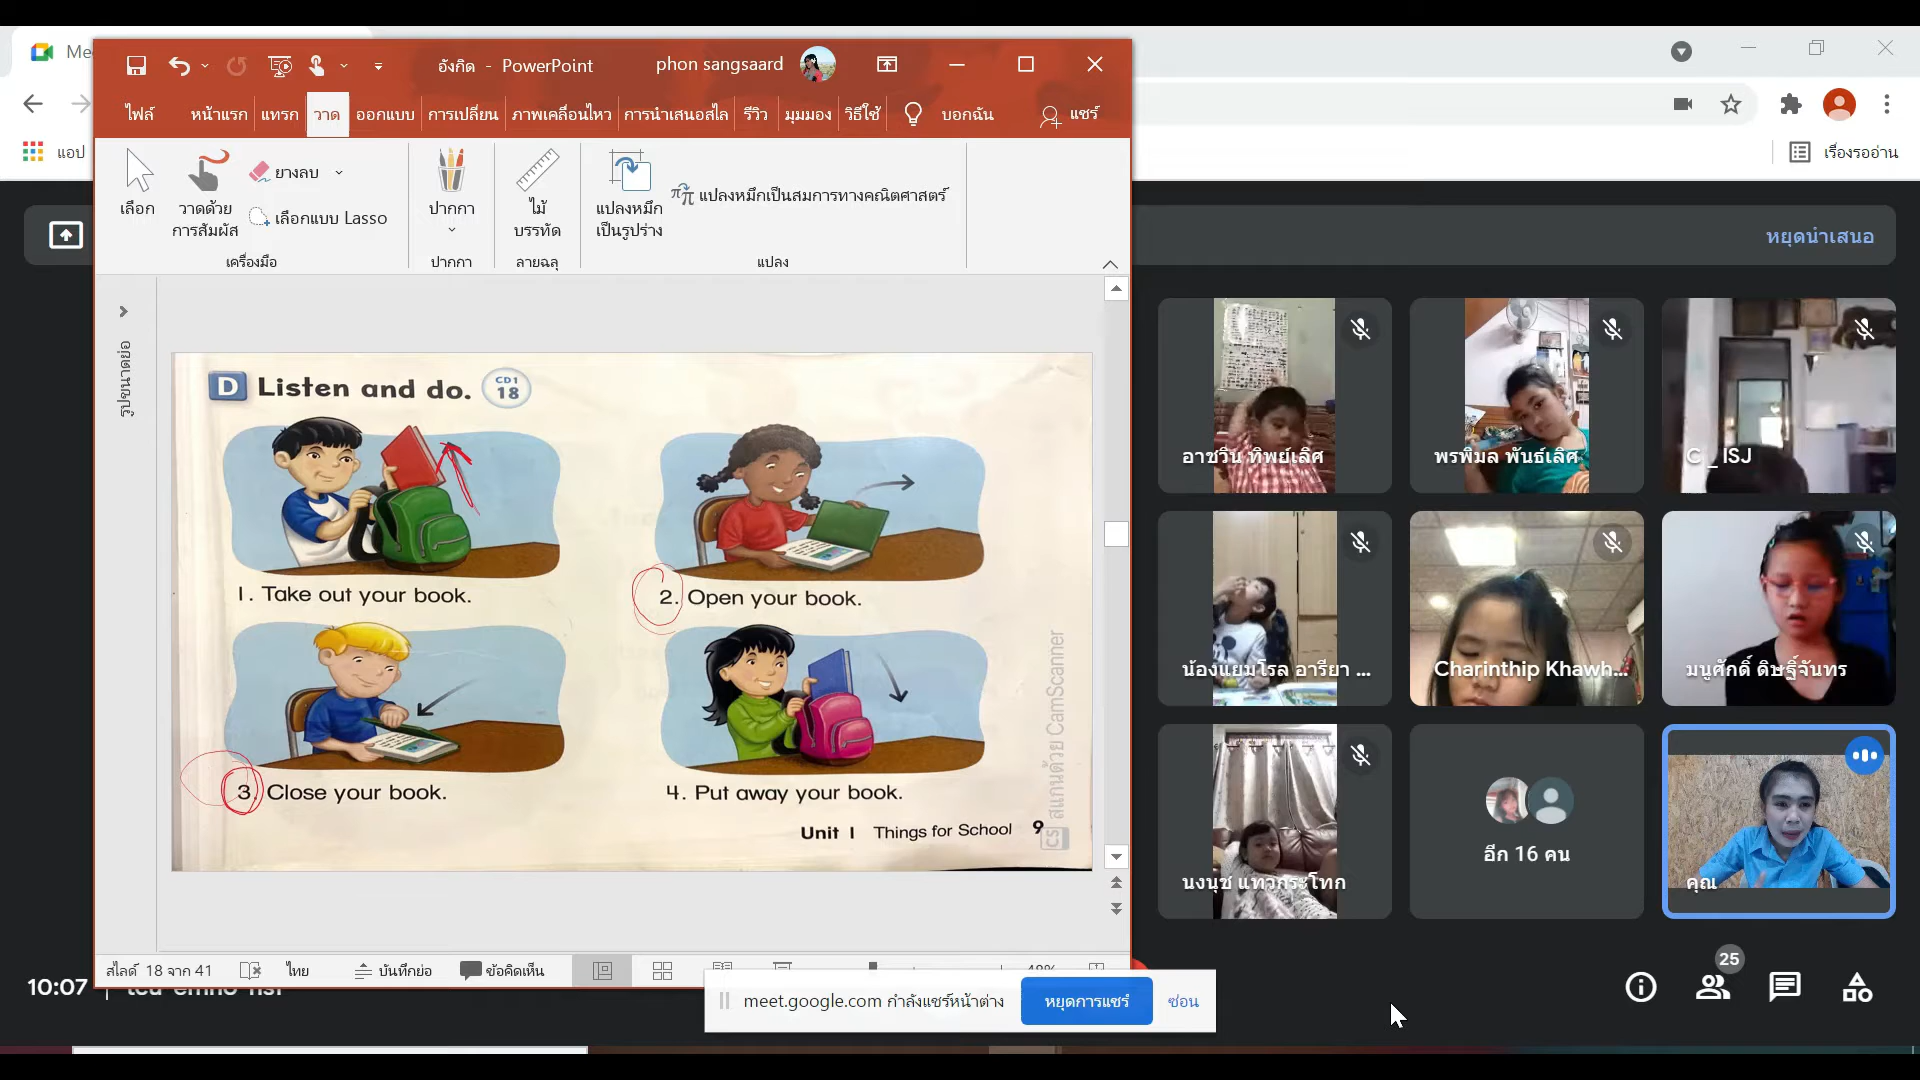 Me
อังกิด - PowerPoint
phon sangsaard
ไฟล์ หน้าแรก แทรก วาด ออกแบบ การเปลี่ยน ภาพเคลื่อนไหว การนำเสนอสไล รีวิว มุมมอง วิธีใช้ บอกฉัน แชร์
แอป
เรื่องรออ่าน
เลือก
วาดด้วย
การสัมผัส
ยางลบ
เลือกแบบ Lasso
ปากกา
ไม้
บรรทัด
แปลงหมึก
เป็นรูปร่าง
แปลงหมึกเป็นสมการทางคณิตศาสตร์
เครื่องมือ ปากกา ลายฉลุ แปลง
หยุดนำเสนอ
D Listen and do. CD1 18
1. Take out your book.
2. Open your book.
3. Close your book.
4. Put away your book.
Unit 1 Things for School 9
CS สแกนด้วย CamScanner
อาชวิน ทิพย์เลิศ
พรพิมล พันธ์เลิศ
C _ ISJ
น้องแยมโรล อารียา ...
Charinthip Khawh...
มนูศักดิ์ ดิษฐิ์จันทร
นงนุช แทวกระโทก
อีก 16 คน
คุณ
สไลด์ 18 จาก 41 ไทย บันทึกย่อ ข้อคิดเห็น
10:07
25
meet.google.com กำลังแชร์หน้าต่าง หยุดการแชร์ ซ่อน